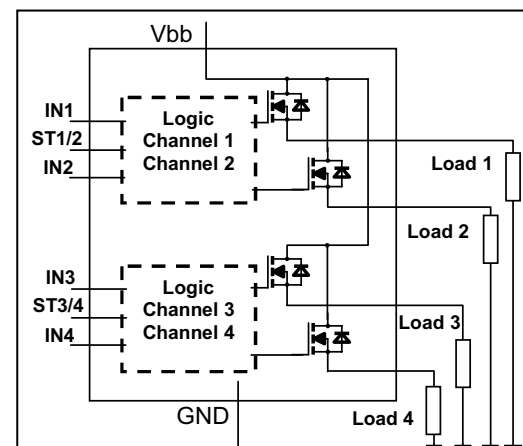 Vbb
IN1
ST1/2
IN2
Logic
Channel 1
Channel 2
Load 1
Load 2
IN3
ST3/4
IN4
Logic
Channel 3
Channel 4
Load 3
Load 4
GND